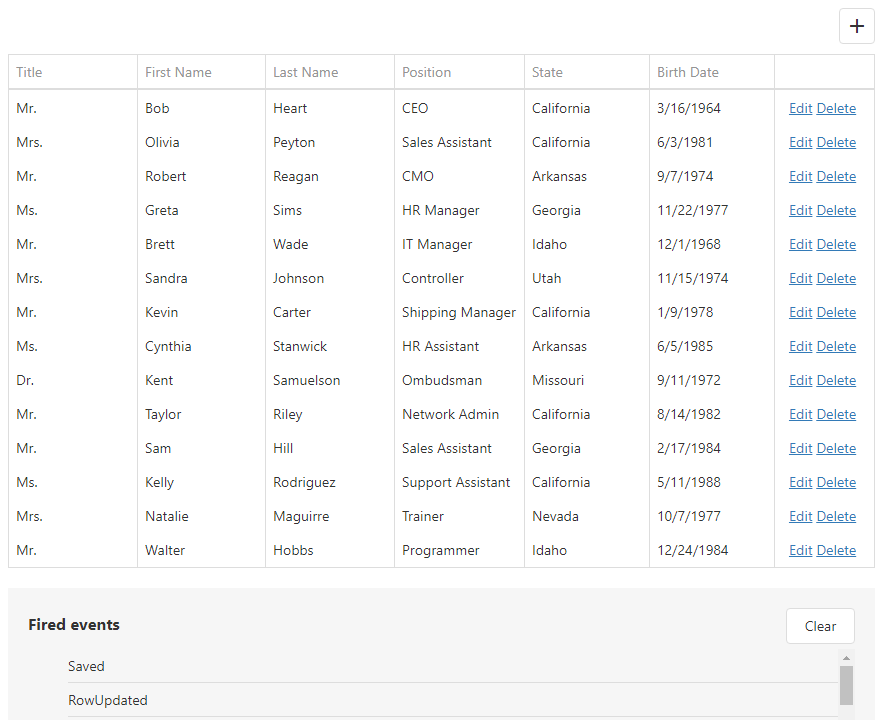 Title First Name Last Name Position State Birth Date
Mr. Bob Heart CEO California 3/16/1964 Edit Delete
Mrs. Olivia Peyton Sales Assistant California 6/3/1981 Edit Delete
Mr. Robert Reagan CMO Arkansas 9/7/1974 Edit Delete
Ms. Greta Sims HR Manager Georgia 11/22/1977 Edit Delete
Mr. Brett Wade IT Manager Idaho 12/1/1968 Edit Delete
Mrs. Sandra Johnson Controller Utah 11/15/1974 Edit Delete
Mr. Kevin Carter Shipping Manager California 1/9/1978 Edit Delete
Ms. Cynthia Stanwick HR Assistant Arkansas 6/5/1985 Edit Delete
Dr. Kent Samuelson Ombudsman Missouri 9/11/1972 Edit Delete
Mr. Taylor Riley Network Admin California 8/14/1982 Edit Delete
Mr. Sam Hill Sales Assistant Georgia 2/17/1984 Edit Delete
Ms. Kelly Rodriguez Support Assistant California 5/11/1988 Edit Delete
Mrs. Natalie Maguirre Trainer Nevada 10/7/1977 Edit Delete
Mr. Walter Hobbs Programmer Idaho 12/24/1984 Edit Delete
Fired events Clear
Saved
RowUpdated